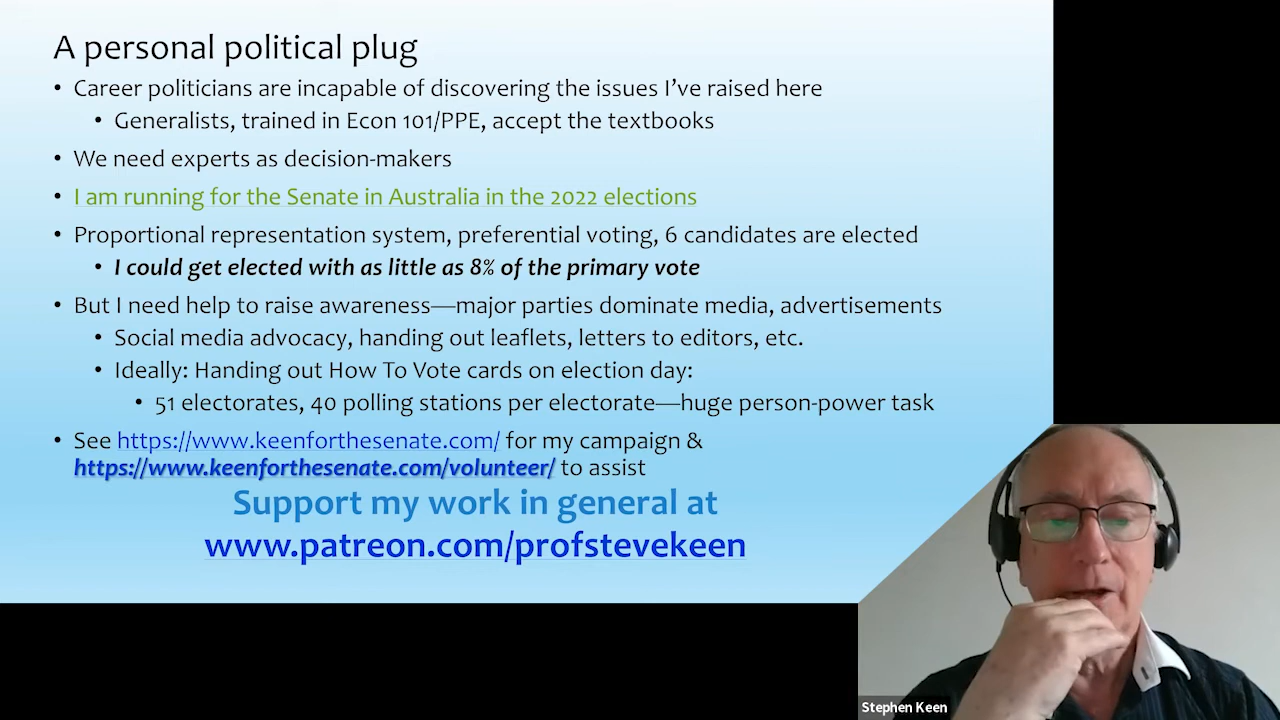 A personal political plug
• Career politicians are incapable of discovering the issues I've raised here
• Generalists, trained in Econ 101/PPE, accept the textbooks
• We need experts as decision-makers
• I am running for the Senate in Australia in the 2022 elections
• Proportional representation system, preferential voting, 6 candidates are elected
• I could get elected with as little as 8% of the primary vote
• But I need help to raise awareness—major parties dominate media, advertisements
• Social media advocacy, handing out leaflets, letters to editors, etc.
• Ideally: Handing out How To Vote cards on election day:
• 51 electorates, 40 polling stations per electorate—huge person-power task
• See https://www.keenforthesenate.com/ for my campaign &
https://www.keenforthesenate.com/volunteer/ to assist
Support my work in general at
www.patreon.com/profstevekeen
Stephen Keen